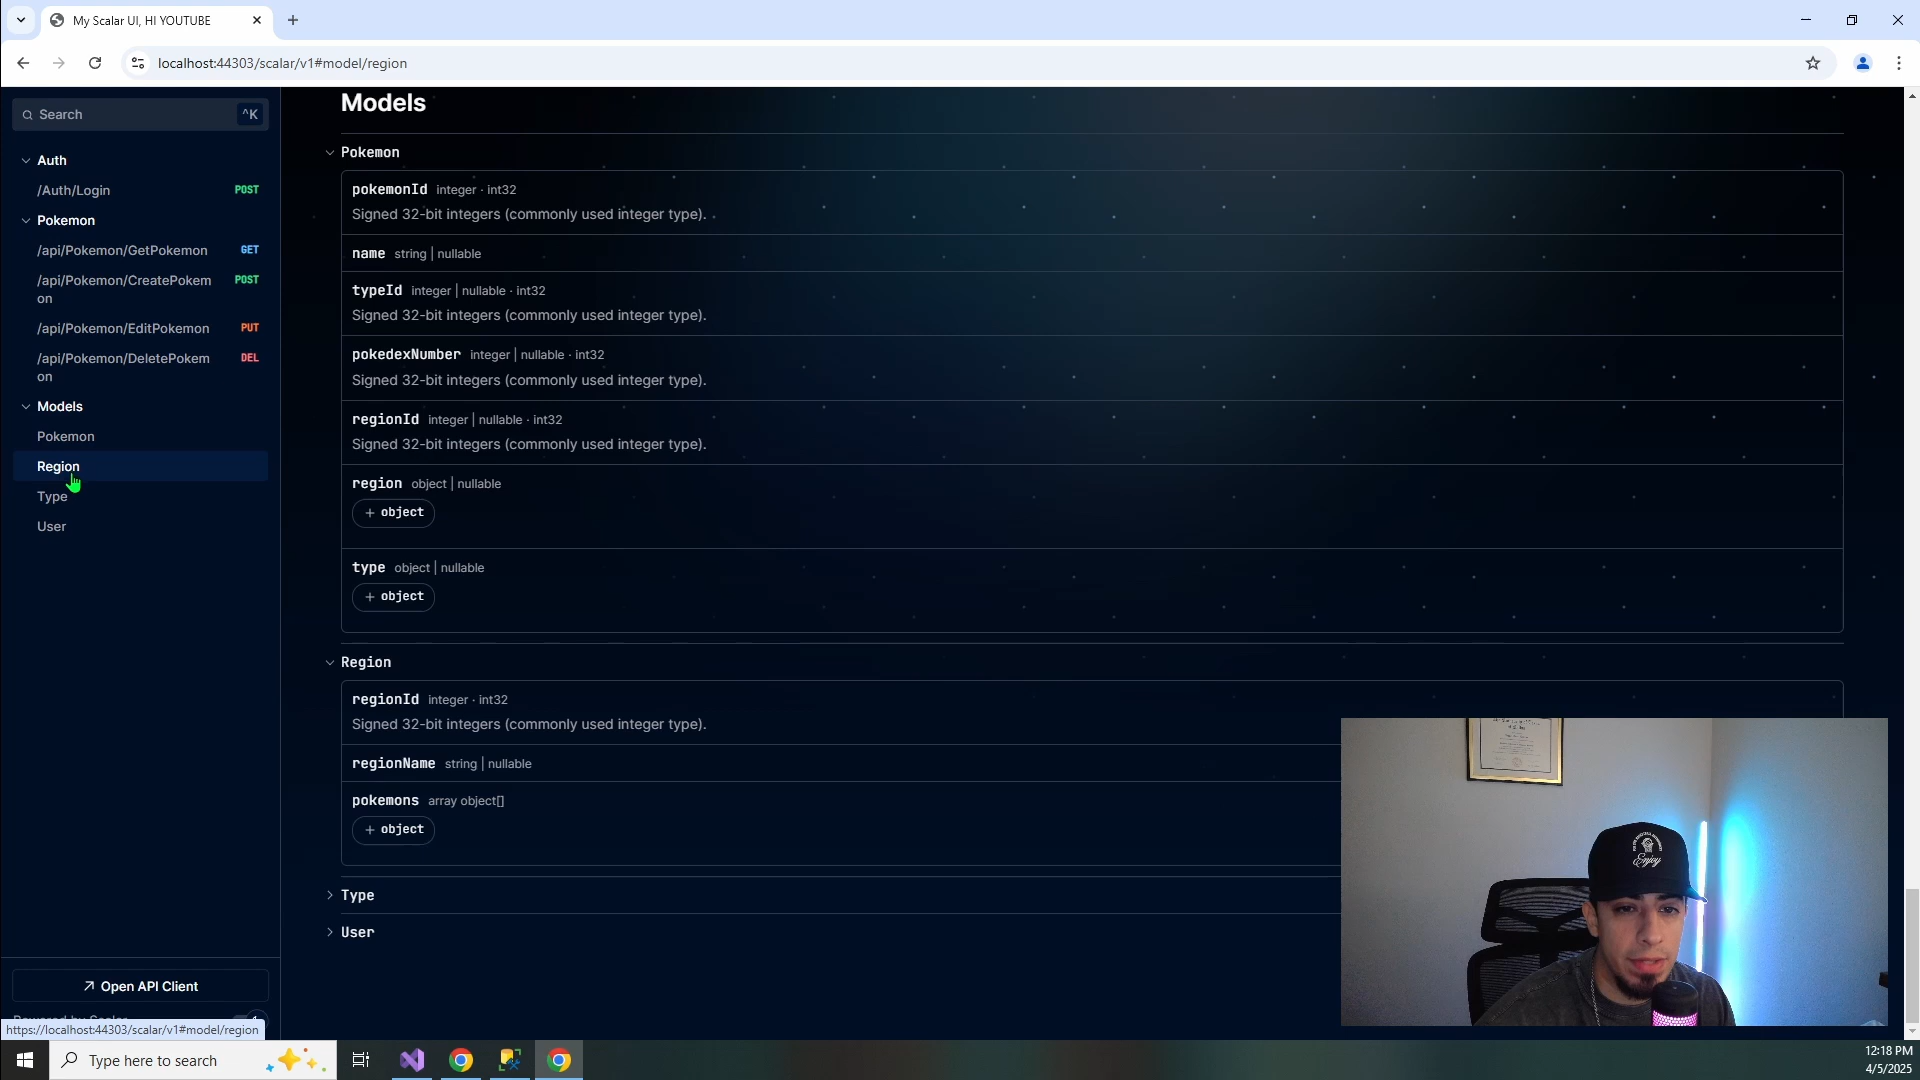 My Scalar UI, HI YOUTUBE
localhost:44303/scalar/v1#model/region
Search ^K
Auth
/Auth/Login POST
Pokemon
/api/Pokemon/GetPokemon GET
/api/Pokemon/CreatePokem POST
on
/api/Pokemon/EditPokemon PUT
/api/Pokemon/DeletePokem DEL
on
Models
Pokemon
Region
Type
User
Open API Client
Powered by Scalar
https://localhost:44303/scalar/v1#model/region
Models
Pokemon
pokemonId integer · int32
Signed 32-bit integers (commonly used integer type).
name string | nullable
typeId integer | nullable · int32
Signed 32-bit integers (commonly used integer type).
pokedexNumber integer | nullable · int32
Signed 32-bit integers (commonly used integer type).
regionId integer | nullable · int32
Signed 32-bit integers (commonly used integer type).
region object | nullable
+ object
type object | nullable
+ object
Region
regionId integer · int32
Signed 32-bit integers (commonly used integer type).
regionName string | nullable
pokemons array object[]
+ object
Type
User
Enjoy
Type here to search
12:18 PM
4/5/2025